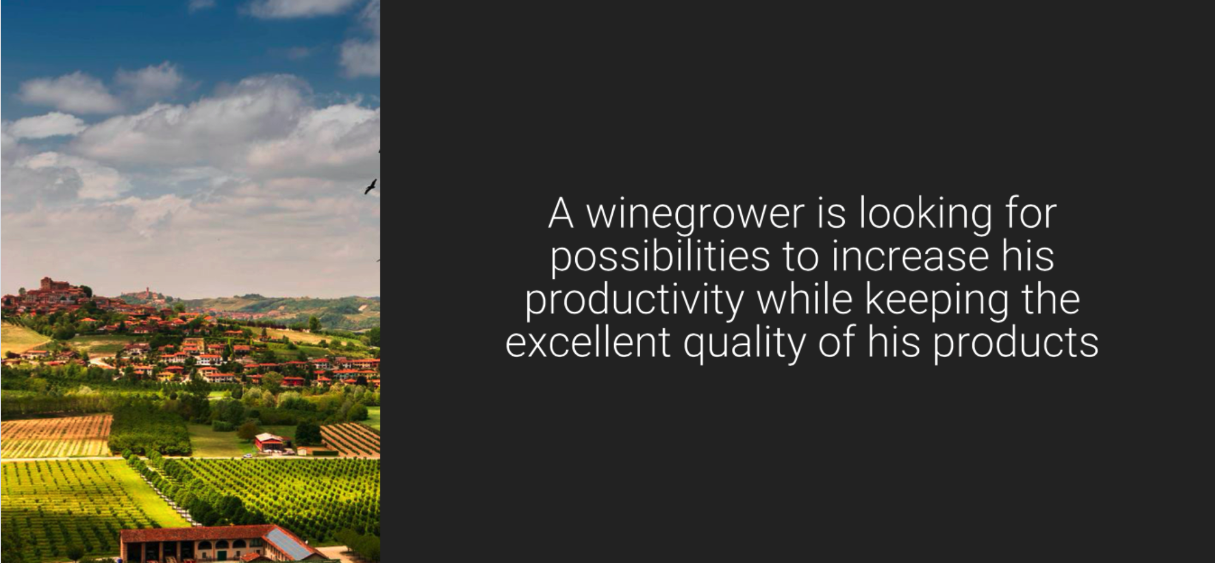 A winegrower is looking for
possibilities to increase his
productivity while keeping the
excellent quality of his products